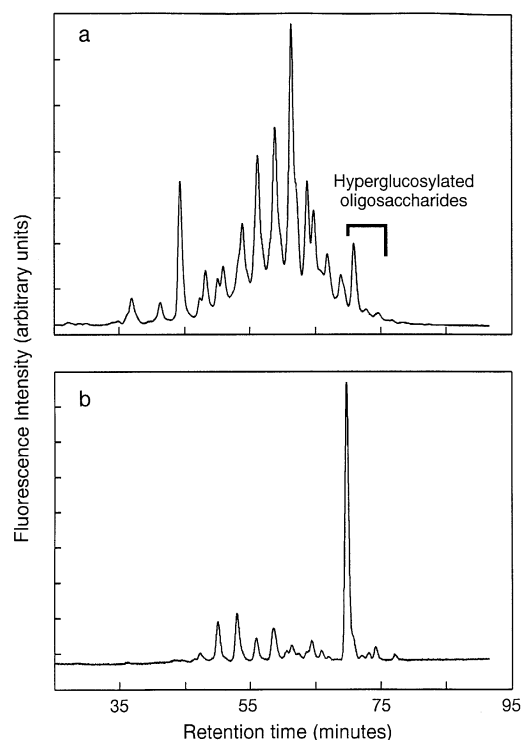 a
Hyperglucosylated
oligosaccharides
b
Fluorescence Intensity (arbitrary units)
35 55 75 95
Retention time (minutes)